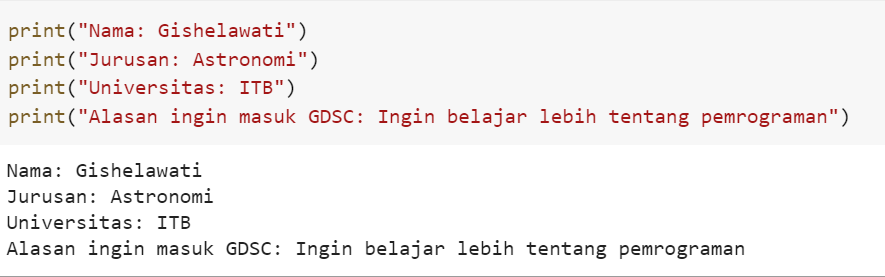 print("Nama: Gishelawati")
print("Jurusan: Astronomi")
print("Universitas: ITB")
print("Alasan ingin masuk GDSC: Ingin belajar lebih tentang pemrograman")
Nama: Gishelawati
Jurusan: Astronomi
Universitas: ITB
Alasan ingin masuk GDSC: Ingin belajar lebih tentang pemrograman